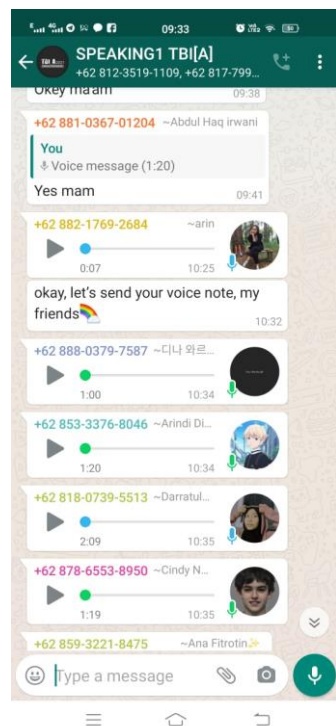 09:33
SPEAKING1 TBI[A]
+62 812-3519-1109, +62 817-799...
Okey ma'am
09:38
+62 881-0367-01204 ~Abdul Haq irwani
You
Voice message (1:20)
Yes mam
09:41
+62 882-1769-2684 ~arin
0:07 10:25
okay, let's send your voice note, my
friends🌈
10:32
+62 888-0379-7587 ~디나 와르...
1:00 10:34
+62 853-3376-8046 ~Arindi Di...
1:20 10:34
+62 818-0739-5513 ~Darratul...
2:09 10:35
+62 878-6553-8950 ~Cindy N...
1:19 10:35
+62 859-3221-8475 ~Ana Fitrotin✨
Type a message